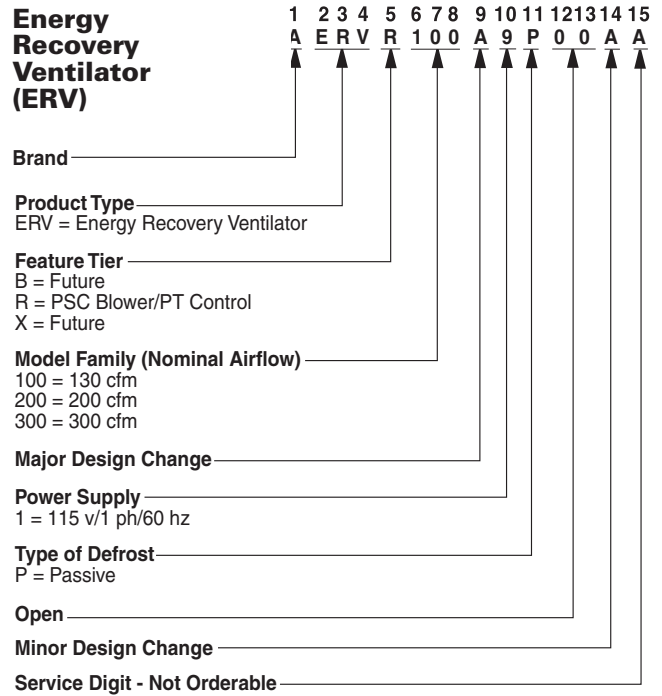 Energy
Recovery
Ventilator
(ERV)
1 2 3 4 5 6 7 8 9 10 11 12 13 14 15
A E R V R 1 0 0 A 9 P 0 0 A A
Brand
Product Type
ERV = Energy Recovery Ventilator
Feature Tier
B = Future
R = PSC Blower/PT Control
X = Future
Model Family (Nominal Airflow)
100 = 130 cfm
200 = 200 cfm
300 = 300 cfm
Major Design Change
Power Supply
1 = 115 v/1 ph/60 hz
Type of Defrost
P = Passive
Open
Minor Design Change
Service Digit - Not Orderable